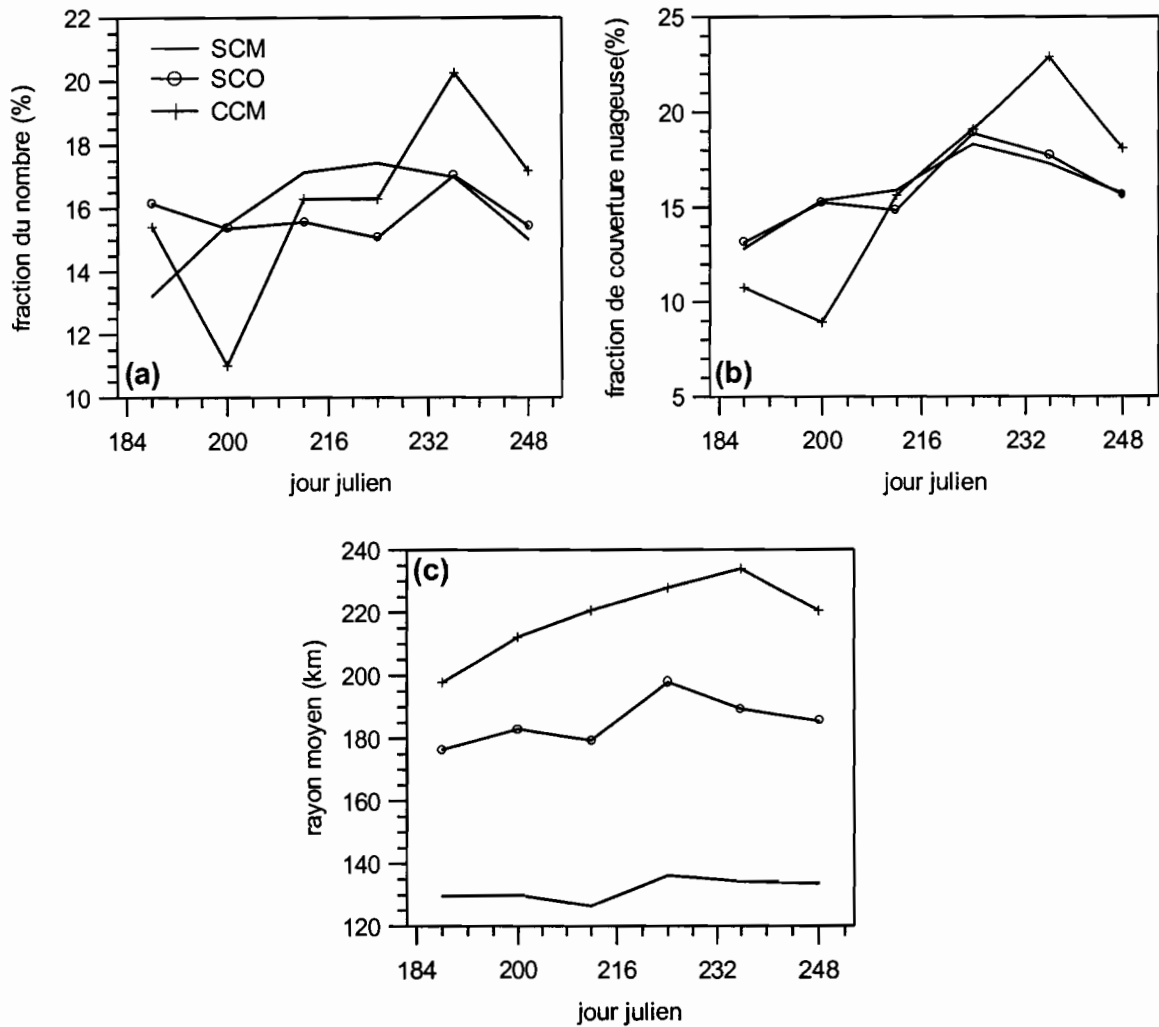 fraction du nombre (%)
22
20
18
16
14
12
10
SCM
SCO
CCM
(a)
184
200
216
232
248
jour julien
fraction de couverture nuageuse(%)
25
20
15
10
5
(b)
184
200
216
232
248
jour julien
rayon moyen (km)
240
220
200
180
160
140
120
(c)
184
200
216
232
248
jour julien